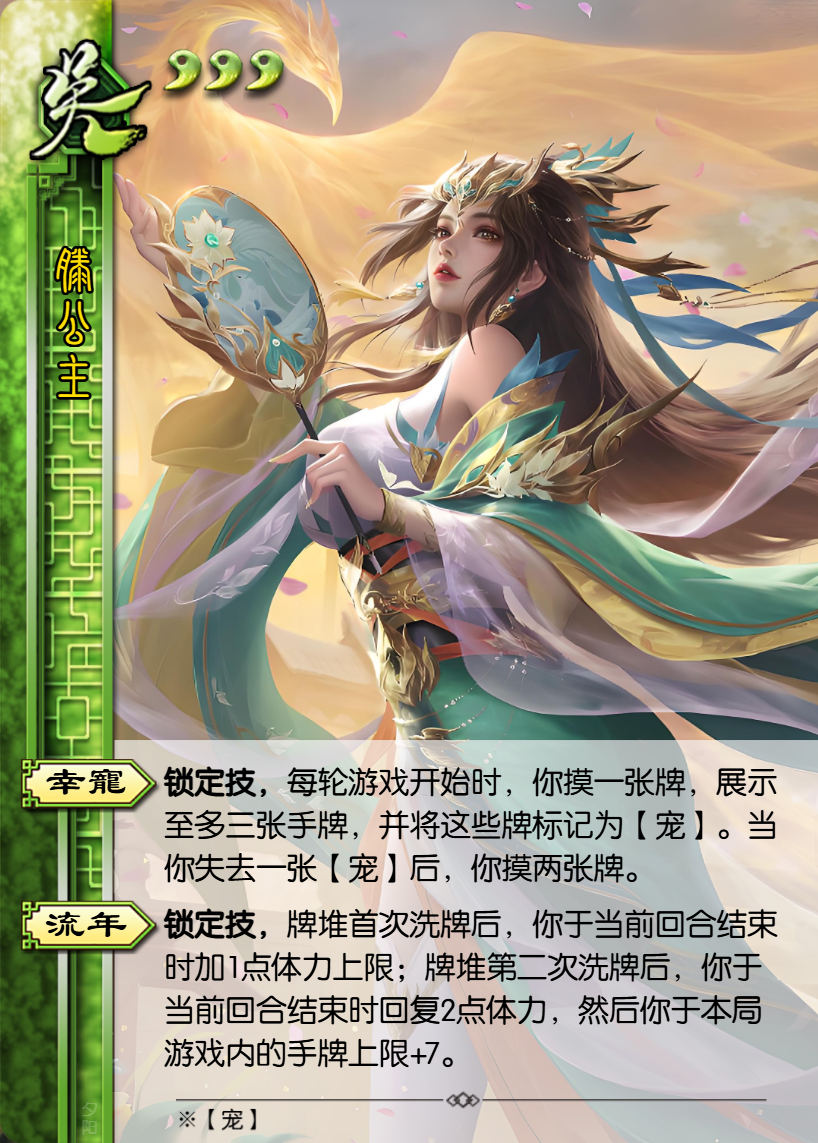 吴
滕公主
幸寵
锁定技，每轮游戏开始时，你摸一张牌，展示
至多三张手牌，并将这些牌标记为【宠】。当
你失去一张【宠】后，你摸两张牌。
流年
锁定技，牌堆首次洗牌后，你于当前回合结束
时加1点体力上限；牌堆第二次洗牌后，你于
当前回合结束时回复2点体力，然后你于本局
游戏内的手牌上限+7。
夕阳
※【宠】